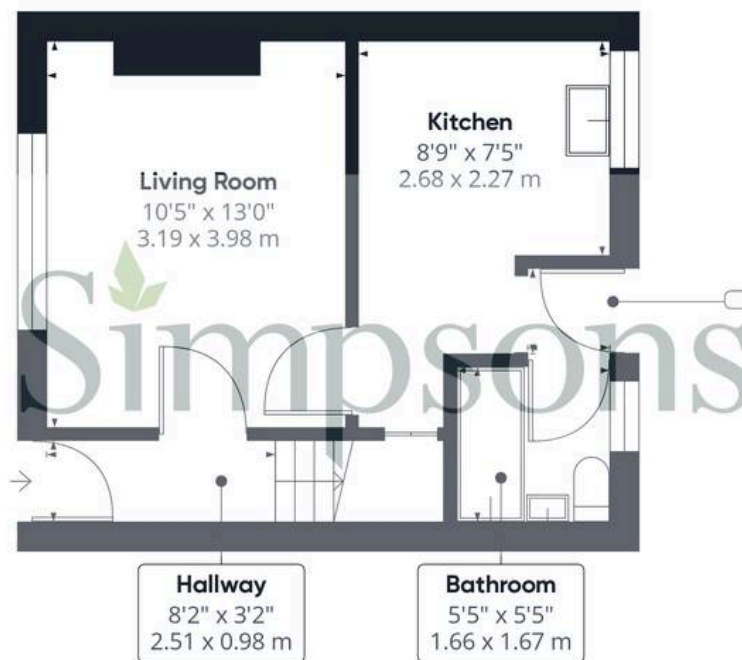 Kitchen
8'9" x 7'5"
2.68 x 2.27 m
Living Room
10'5" x 13'0"
3.19 x 3.98 m
Simpsons
Hallway
8'2" x 3'2"
2.51 x 0.98 m
Bathroom
5'5" x 5'5"
1.66 x 1.67 m